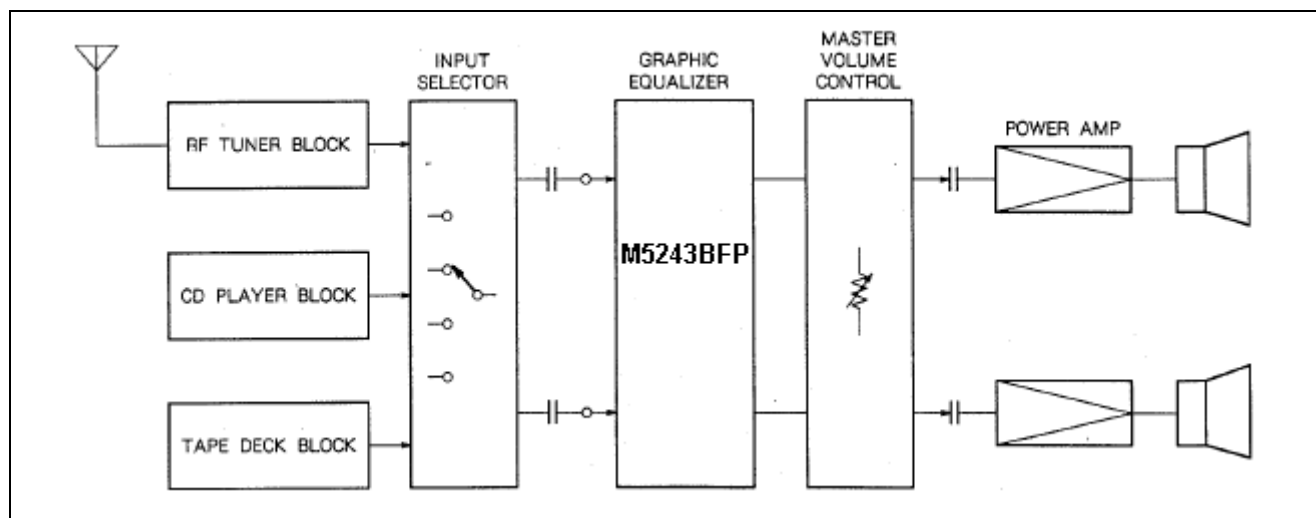 INPUT
SELECTOR
GRAPHIC
EQUALIZER
MASTER
VOLUME
CONTROL
RF TUNER BLOCK
POWER AMP
M5243BFP
CD PLAYER BLOCK
TAPE DECK BLOCK